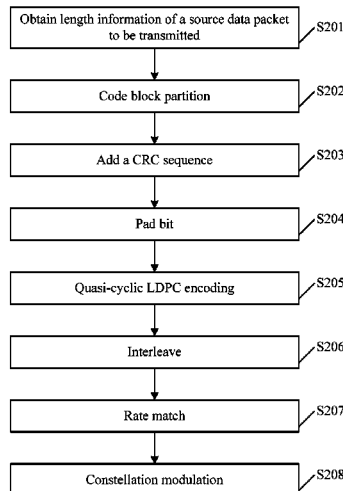 Obtain length information of a source data packet
to be transmitted
S201
Code block partition
S202
Add a CRC sequence
S203
Pad bit
S204
Quasi-cyclic LDPC encoding
S205
Interleave
S206
Rate match
S207
Constellation modulation
S208